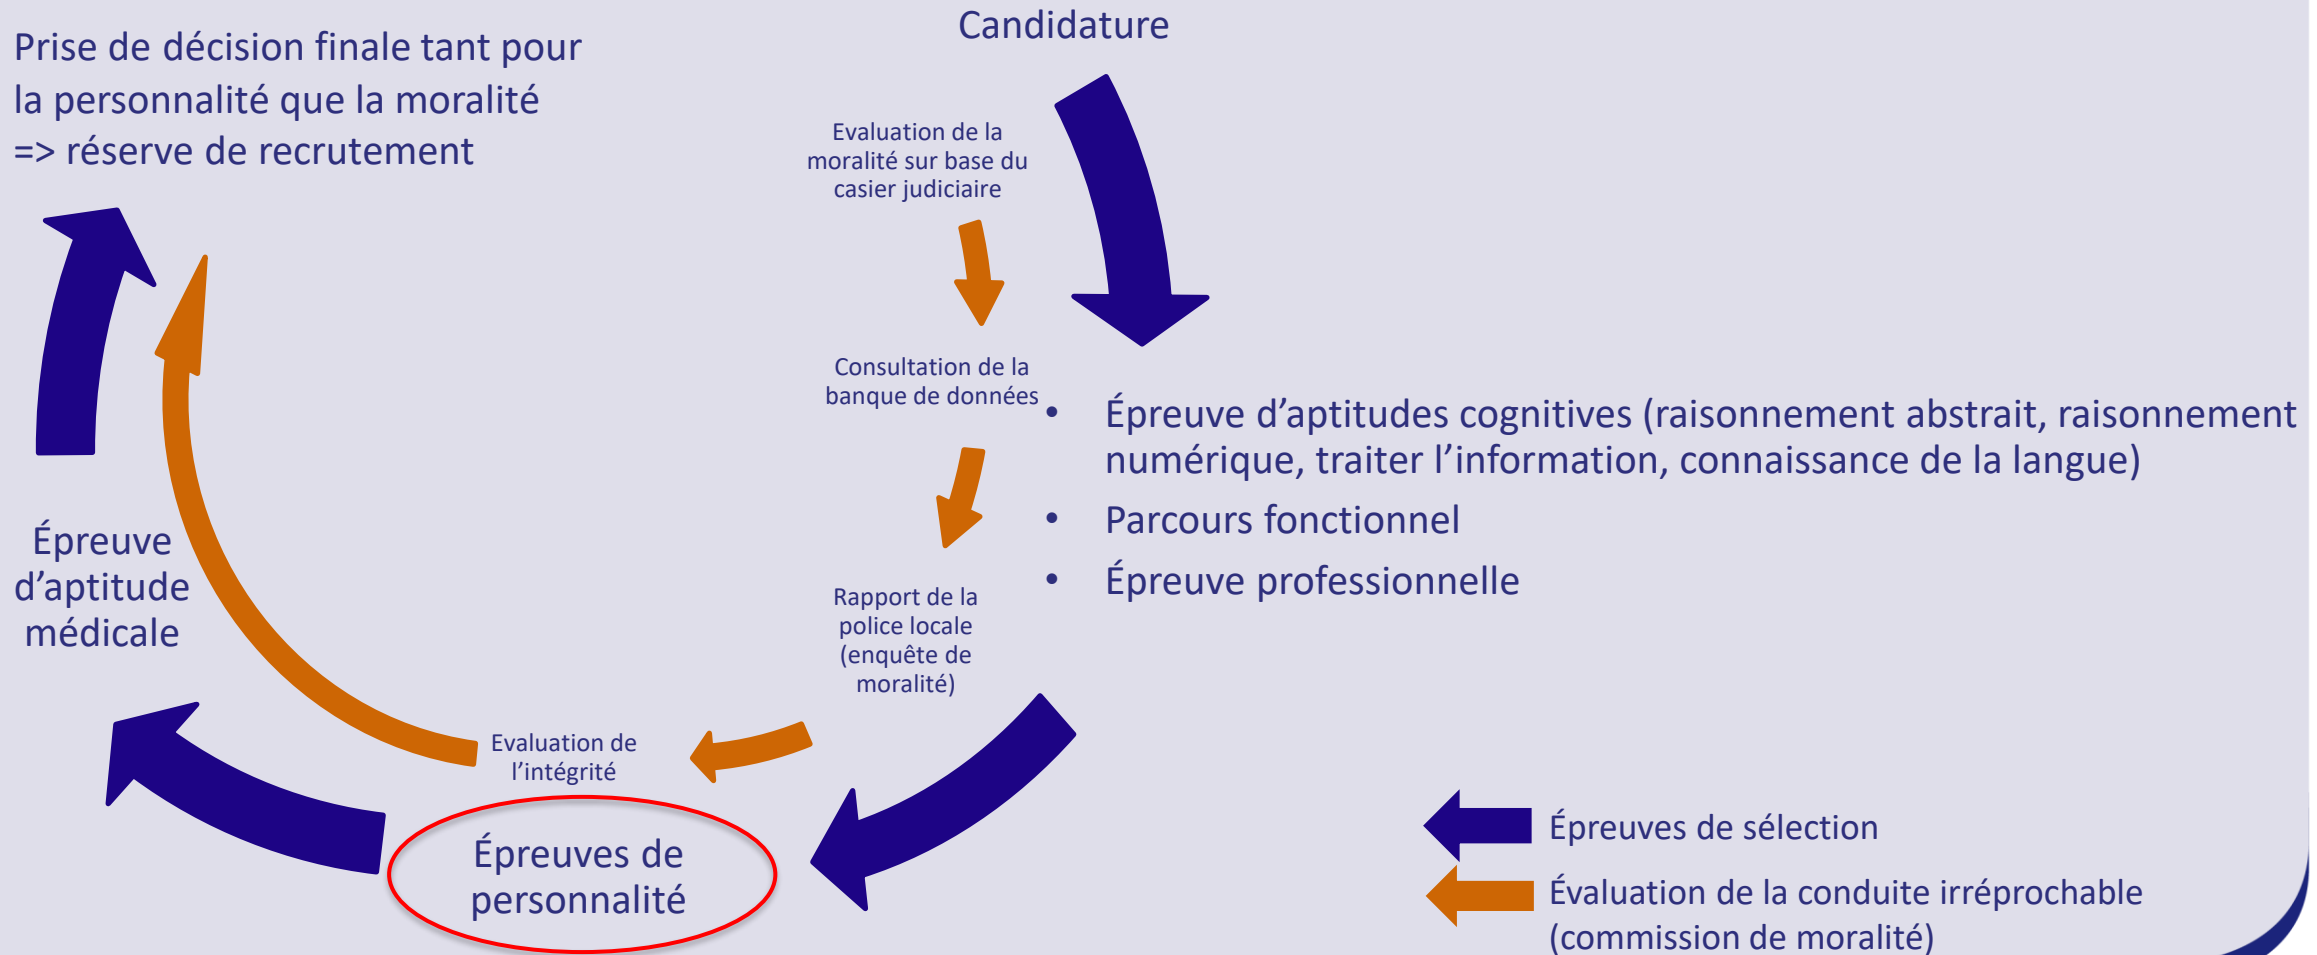 Candidature
Prise de décision finale tant pour
la personnalité que la moralité
=> réserve de recrutement
Evaluation de la
moralité sur base du
casier judiciaire
Consultation de la
banque de données
• Épreuve d’aptitudes cognitives (raisonnement abstrait, raisonnement
numérique, traiter l’information, connaissance de la langue)
• Parcours fonctionnel
• Épreuve professionnelle
Épreuve
d’aptitude
médicale
Rapport de la
police locale
(enquête de
moralité)
Evaluation de
l’intégrité
Épreuves de
personnalité
Épreuves de sélection
Évaluation de la conduite irréprochable
(commission de moralité)